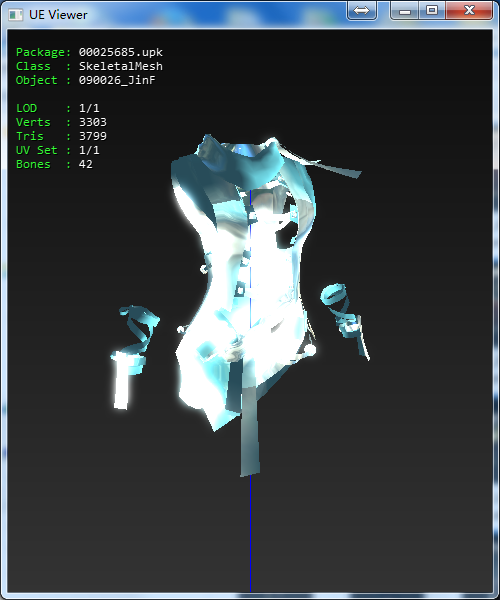 UE Viewer
Package: 00025685.upk
Class : SkeletalMesh
Object : 090026_JinF
LOD : 1/1
Verts : 3303
Tris : 3799
UV Set : 1/1
Bones : 42